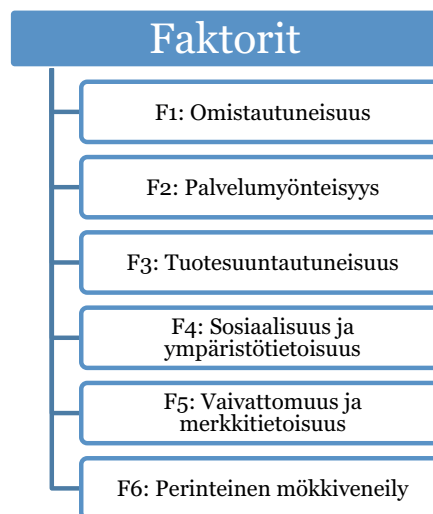 Faktorit
F1: Omistautuneisuus
F2: Palvelumyönteisyys
F3: Tuotesuuntautuneisuus
F4: Sosiaalisuus ja
ympäristötietoisuus
F5: Vaivattomuus ja
merkkitietoisuus
F6: Perinteinen mökkiveneily